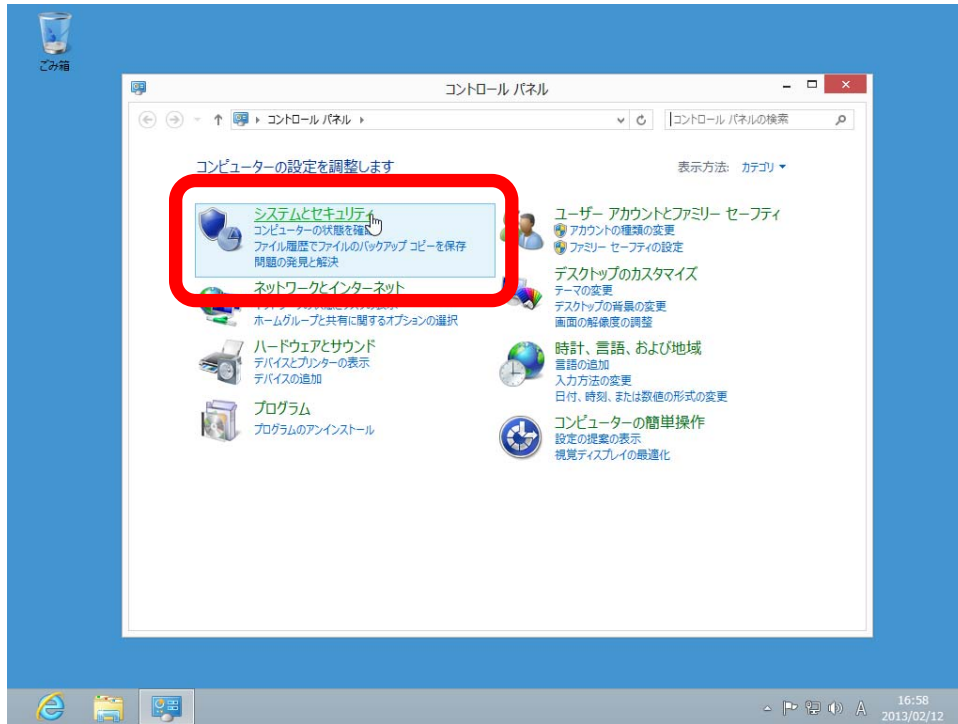 ごみ箱
コントロール パネル
コントロール パネル
コントロール パネルの検索
コンピューターの設定を調整します
表示方法: カテゴリ
システムとセキュリティ
コンピューターの状態を確
ファイル履歴でファイルのバックアップ コピーを保存
問題の発見と解決
ネットワークとインターネット
ホームグループと共有に関するオプションの選択
ハードウェアとサウンド
デバイスとプリンターの表示
デバイスの追加
プログラム
プログラムのアンインストール
ユーザー アカウントとファミリー セーフティ
アカウントの種類の変更
ファミリー セーフティの設定
デスクトップのカスタマイズ
テーマの変更
デスクトップの背景の変更
画面の解像度の調整
時計、言語、および地域
言語の追加
入力方法の変更
日付、時刻、または数値の形式の変更
コンピューターの簡単操作
設定の提案の表示
視覚ディスプレイの最適化
A
16:58
2013/02/12